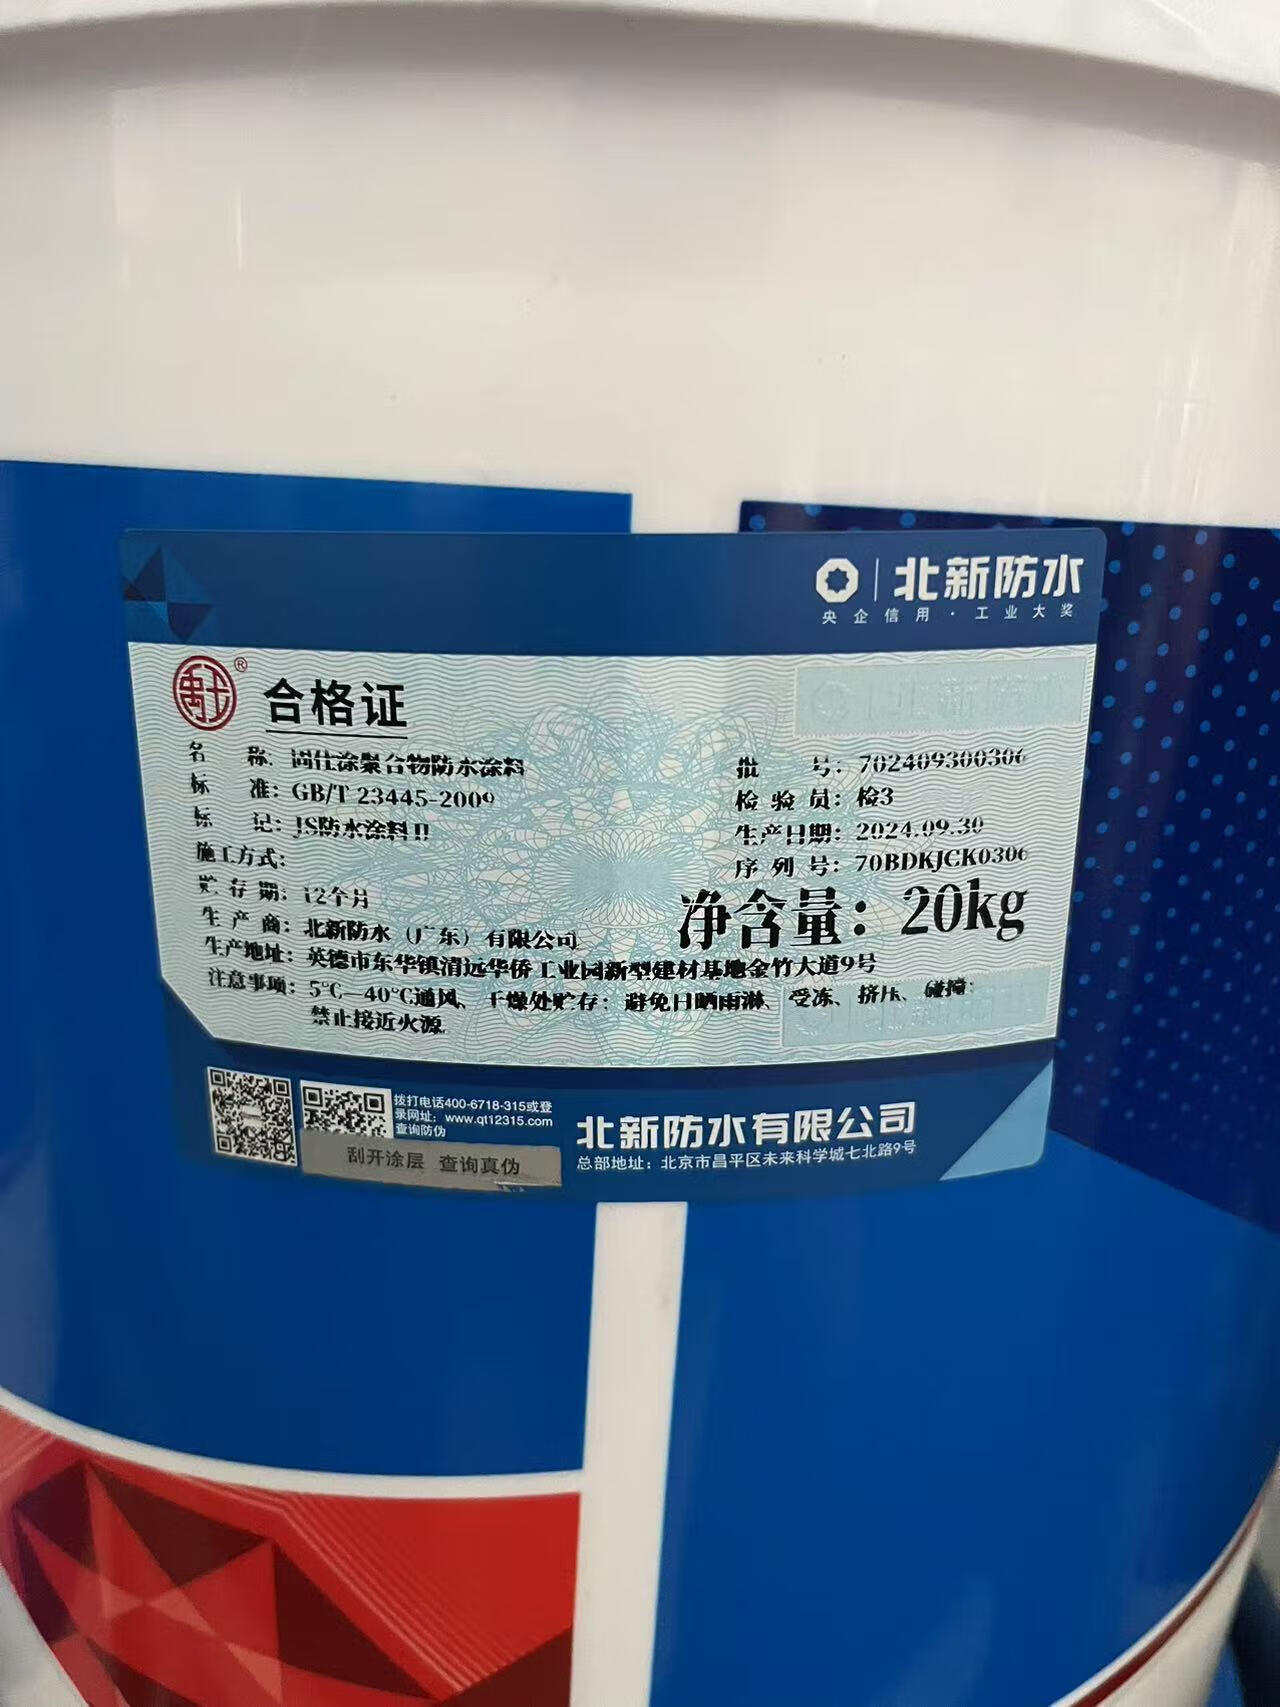 北新防水
央企信用·工业大奖
禹王®
合格证
名 称: 固仕涂聚合物防水涂料
标 准: GB/T 23445-2009
标 记: JS防水涂料II
施工方式:
贮 存 期: 12个月
生 产 商: 北新防水(广东)有限公司
生产地址: 英德市东华镇清远华侨工业园新型建材基地金竹大道9号
注意事项: 5°C—40°C通风、干燥处贮存; 避免日晒雨淋、受冻、挤压、碰撞;
禁止接近火源
批 号: 702409300306
检 验 员: 检3
生产日期: 2024.09.30
序 列 号: 70BDKJCK0306
净含量: 20kg
拨打电话400-6718-315或登
录网址: www.qt12315.com
查询防伪
刮开涂层 查询真伪
北新防水有限公司
总部地址: 北京市昌平区未来科学城七北路9号